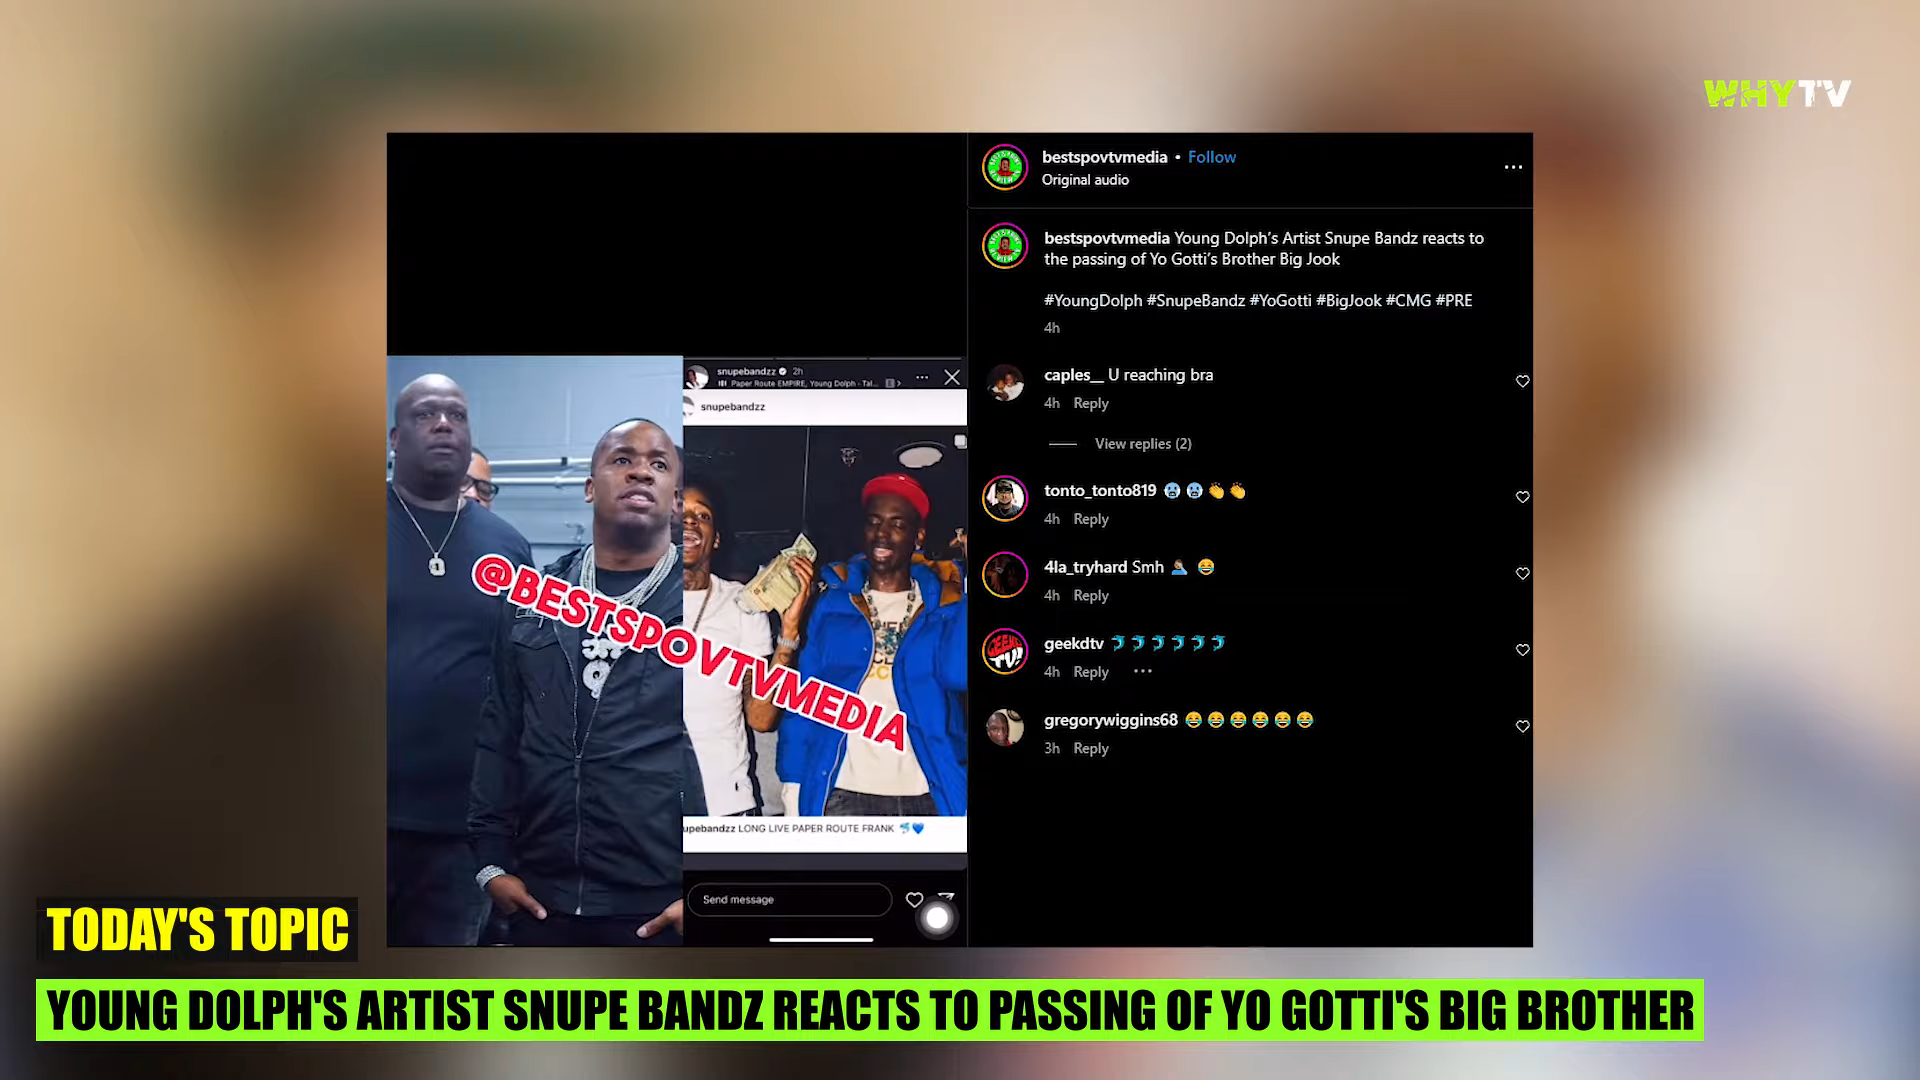 WHYTV
bestspovtvmedia • Follow
Original audio
bestspovtvmedia Young Dolph's Artist Snupe Bandz reacts to
the passing of Yo Gotti's Brother Big Jook
#YoungDolph #SnupeBandz #YoGotti #BigJook #CMG #PRE
4h
caples__ U reaching bra
4h Reply
View replies (2)
tonto_tonto819 🥶🥶👏👏
4h Reply
4la_tryhard Smh 🤦🏽‍♂️ 😂
4h Reply
geekdtv 🐬🐬🐬🐬🐬🐬
4h Reply
gregorywiggins68 😂😂😂😂😂😂
3h Reply
snupebandzz 2h
Paper Route EMPIRE, Young Dolph - Tal...
snupebandzz
@BESTSPOVTVMEDIA
upebandzz LONG LIVE PAPER ROUTE FRANK 🐬💙
Send message
TODAY'S TOPIC
YOUNG DOLPH'S ARTIST SNUPE BANDZ REACTS TO PASSING OF YO GOTTI'S BIG BROTHER